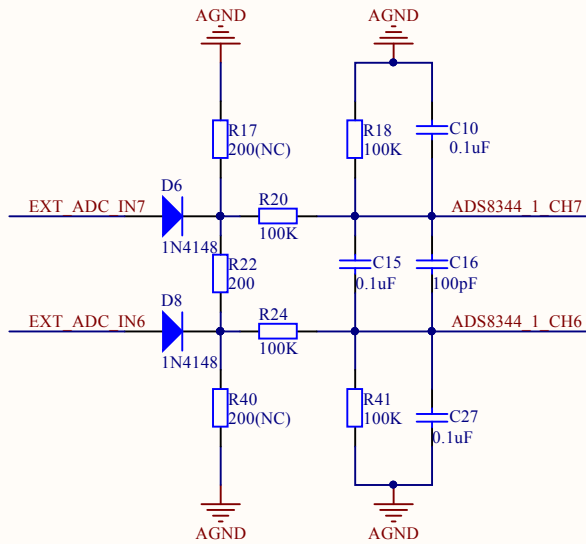 AGND
AGND
R17
200(NC)
R18
100K
C10
0.1uF
D6
EXT_ADC_IN7
1N4148
R20
100K
ADS8344_1_CH7
R22
200
C15
0.1uF
C16
100pF
D8
EXT_ADC_IN6
1N4148
R24
100K
ADS8344_1_CH6
R40
200(NC)
R41
100K
C27
0.1uF
AGND
AGND